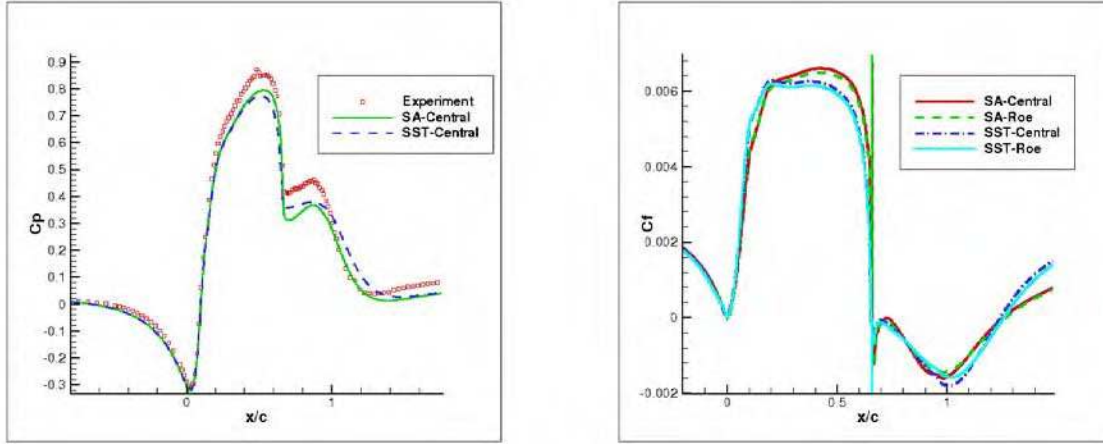 0.9
0.8
0.7
0.6
0.5
0.4
0.3
0.2
0.1
0
-0.1
-0.2
-0.3
Cp
0
1
x/c
Experiment
SA-Central
SST-Central
0.006
0.004
0.002
0
-0.002
Cf
0
0.5
1
x/c
SA-Central
SA-Roe
SST-Central
SST-Roe